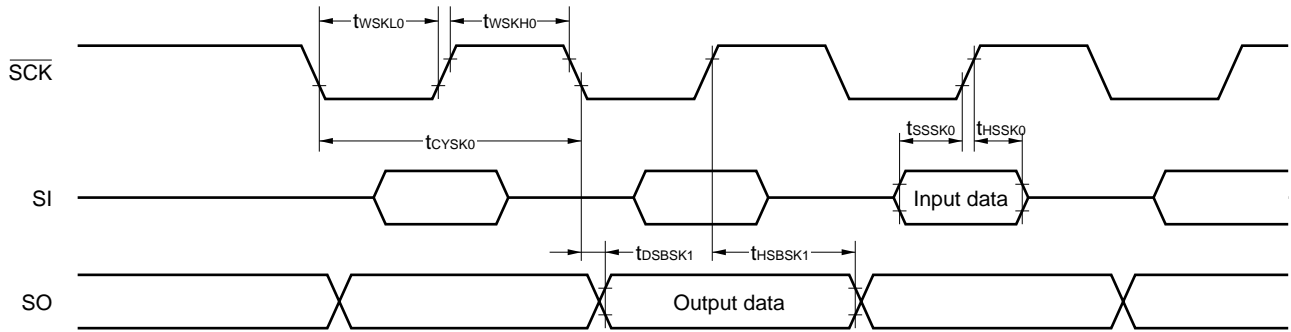 tWSKL0 tWSKH0
SCK
tCYSK0
tSSSK0 tHSSK0
SI Input data
tDSBSK1 tHSBSK1
SO Output data